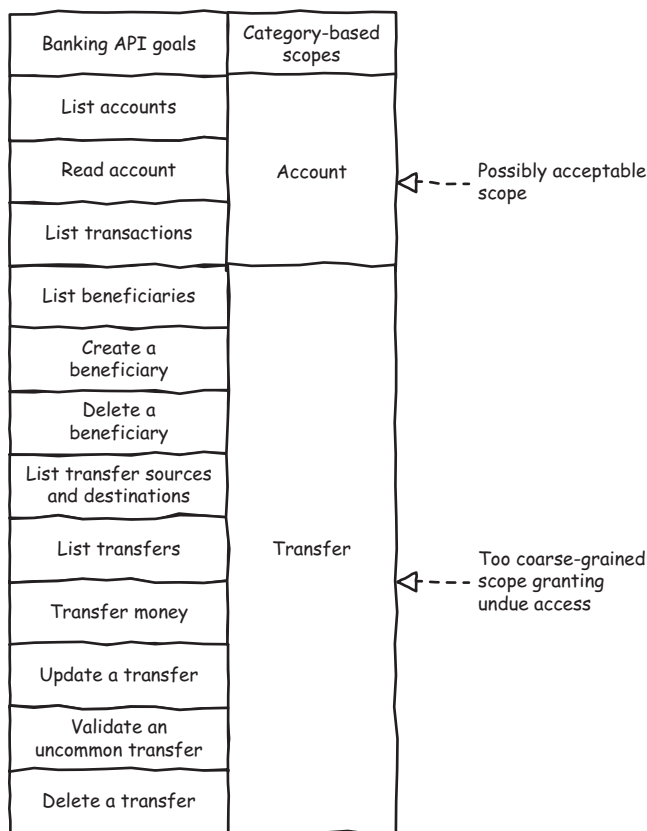 Banking API goals
Category-based
scopes
List accounts
Read account
List transactions
Account
Possibly acceptable
scope
List beneficiaries
Create a
beneficiary
Delete a
beneficiary
List transfer sources
and destinations
List transfers
Transfer money
Update a transfer
Validate an
uncommon transfer
Delete a transfer
Transfer
Too coarse-grained
scope granting
undue access